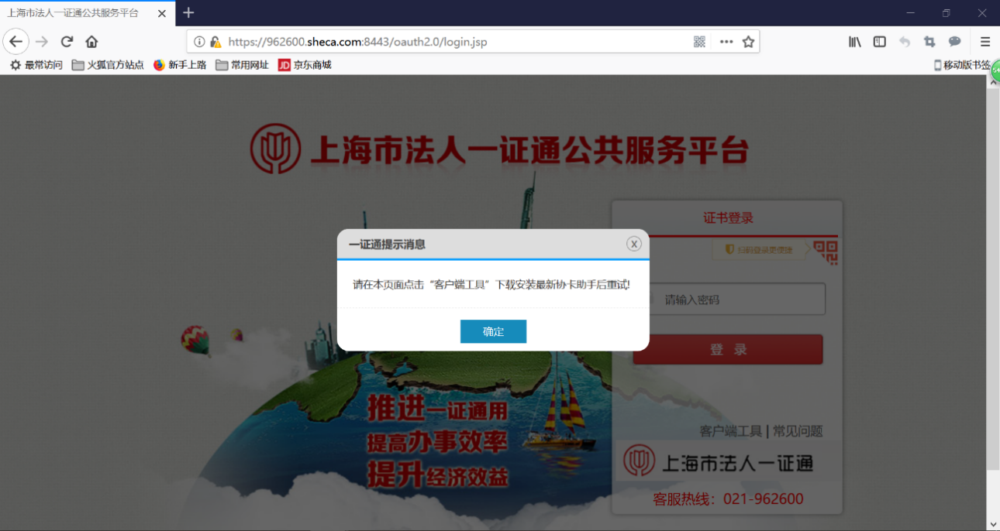 上海市法人一证通公共服务平台
https://962600.sheca.com:8443/oauth2.0/login.jsp
最常访问 火狐官方站点 新手上路 常用网址 JD 京东商城 移动版书签
54
上海市法人一证通公共服务平台
证书登录
扫码登录更便捷
一证通提示消息
X
请在本页面点击“客户端工具”下载安装最新协卡助手后重试!
请输入密码
确定
登 录
推进一证通用
提高办事效率
提升经济效益
客户端工具 | 常见问题
上海市法人一证通
客服热线：021-962600